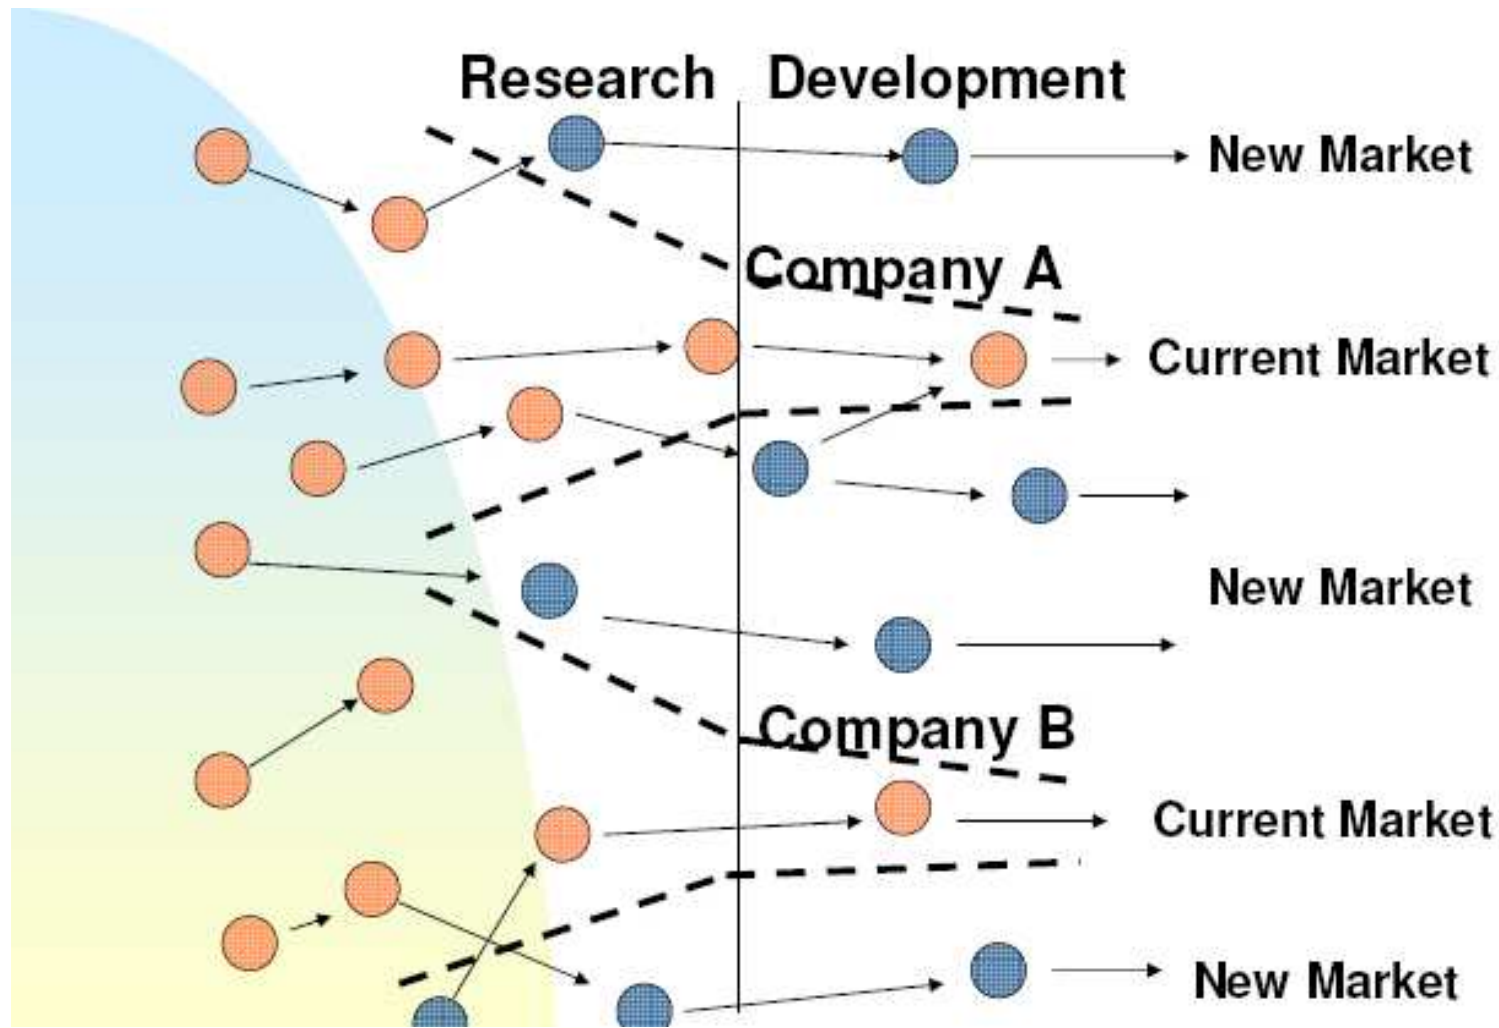 Research Development
New Market
Company A
Current Market
New Market
Company B
Current Market
New Market